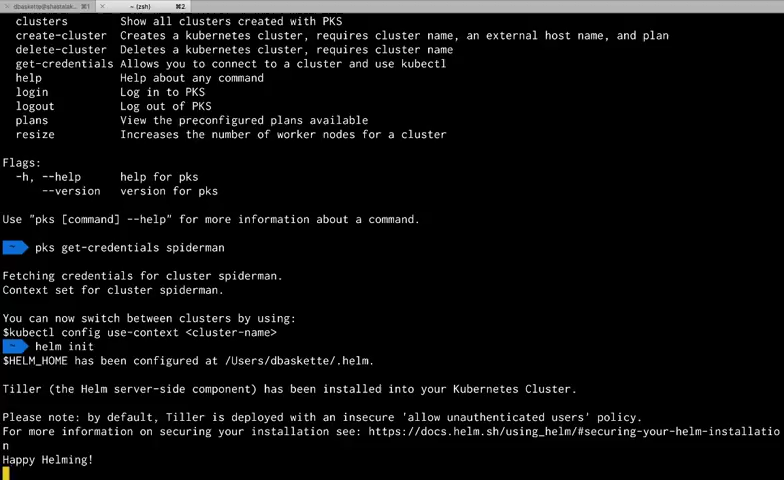 dbaskette@shastalak... ⌘1 ~ (zsh) ⌘2
clusters Show all clusters created with PKS
create-cluster Creates a kubernetes cluster, requires cluster name, an external host name, and plan
delete-cluster Deletes a kubernetes cluster, requires cluster name
get-credentials Allows you to connect to a cluster and use kubectl
help Help about any command
login Log in to PKS
logout Log out of PKS
plans View the preconfigured plans available
resize Increases the number of worker nodes for a cluster
Flags:
-h, --help help for pks
--version version for pks
Use "pks [command] --help" for more information about a command.
~ pks get-credentials spiderman
Fetching credentials for cluster spiderman.
Context set for cluster spiderman.
You can now switch between clusters by using:
$kubectl config use-context <cluster-name>
~ helm init
$HELM_HOME has been configured at /Users/dbaskette/.helm.
Tiller (the Helm server-side component) has been installed into your Kubernetes Cluster.
Please note: by default, Tiller is deployed with an insecure 'allow unauthenticated users' policy.
For more information on securing your installation see: https://docs.helm.sh/using_helm/#securing-your-helm-installatio
n
Happy Helming!